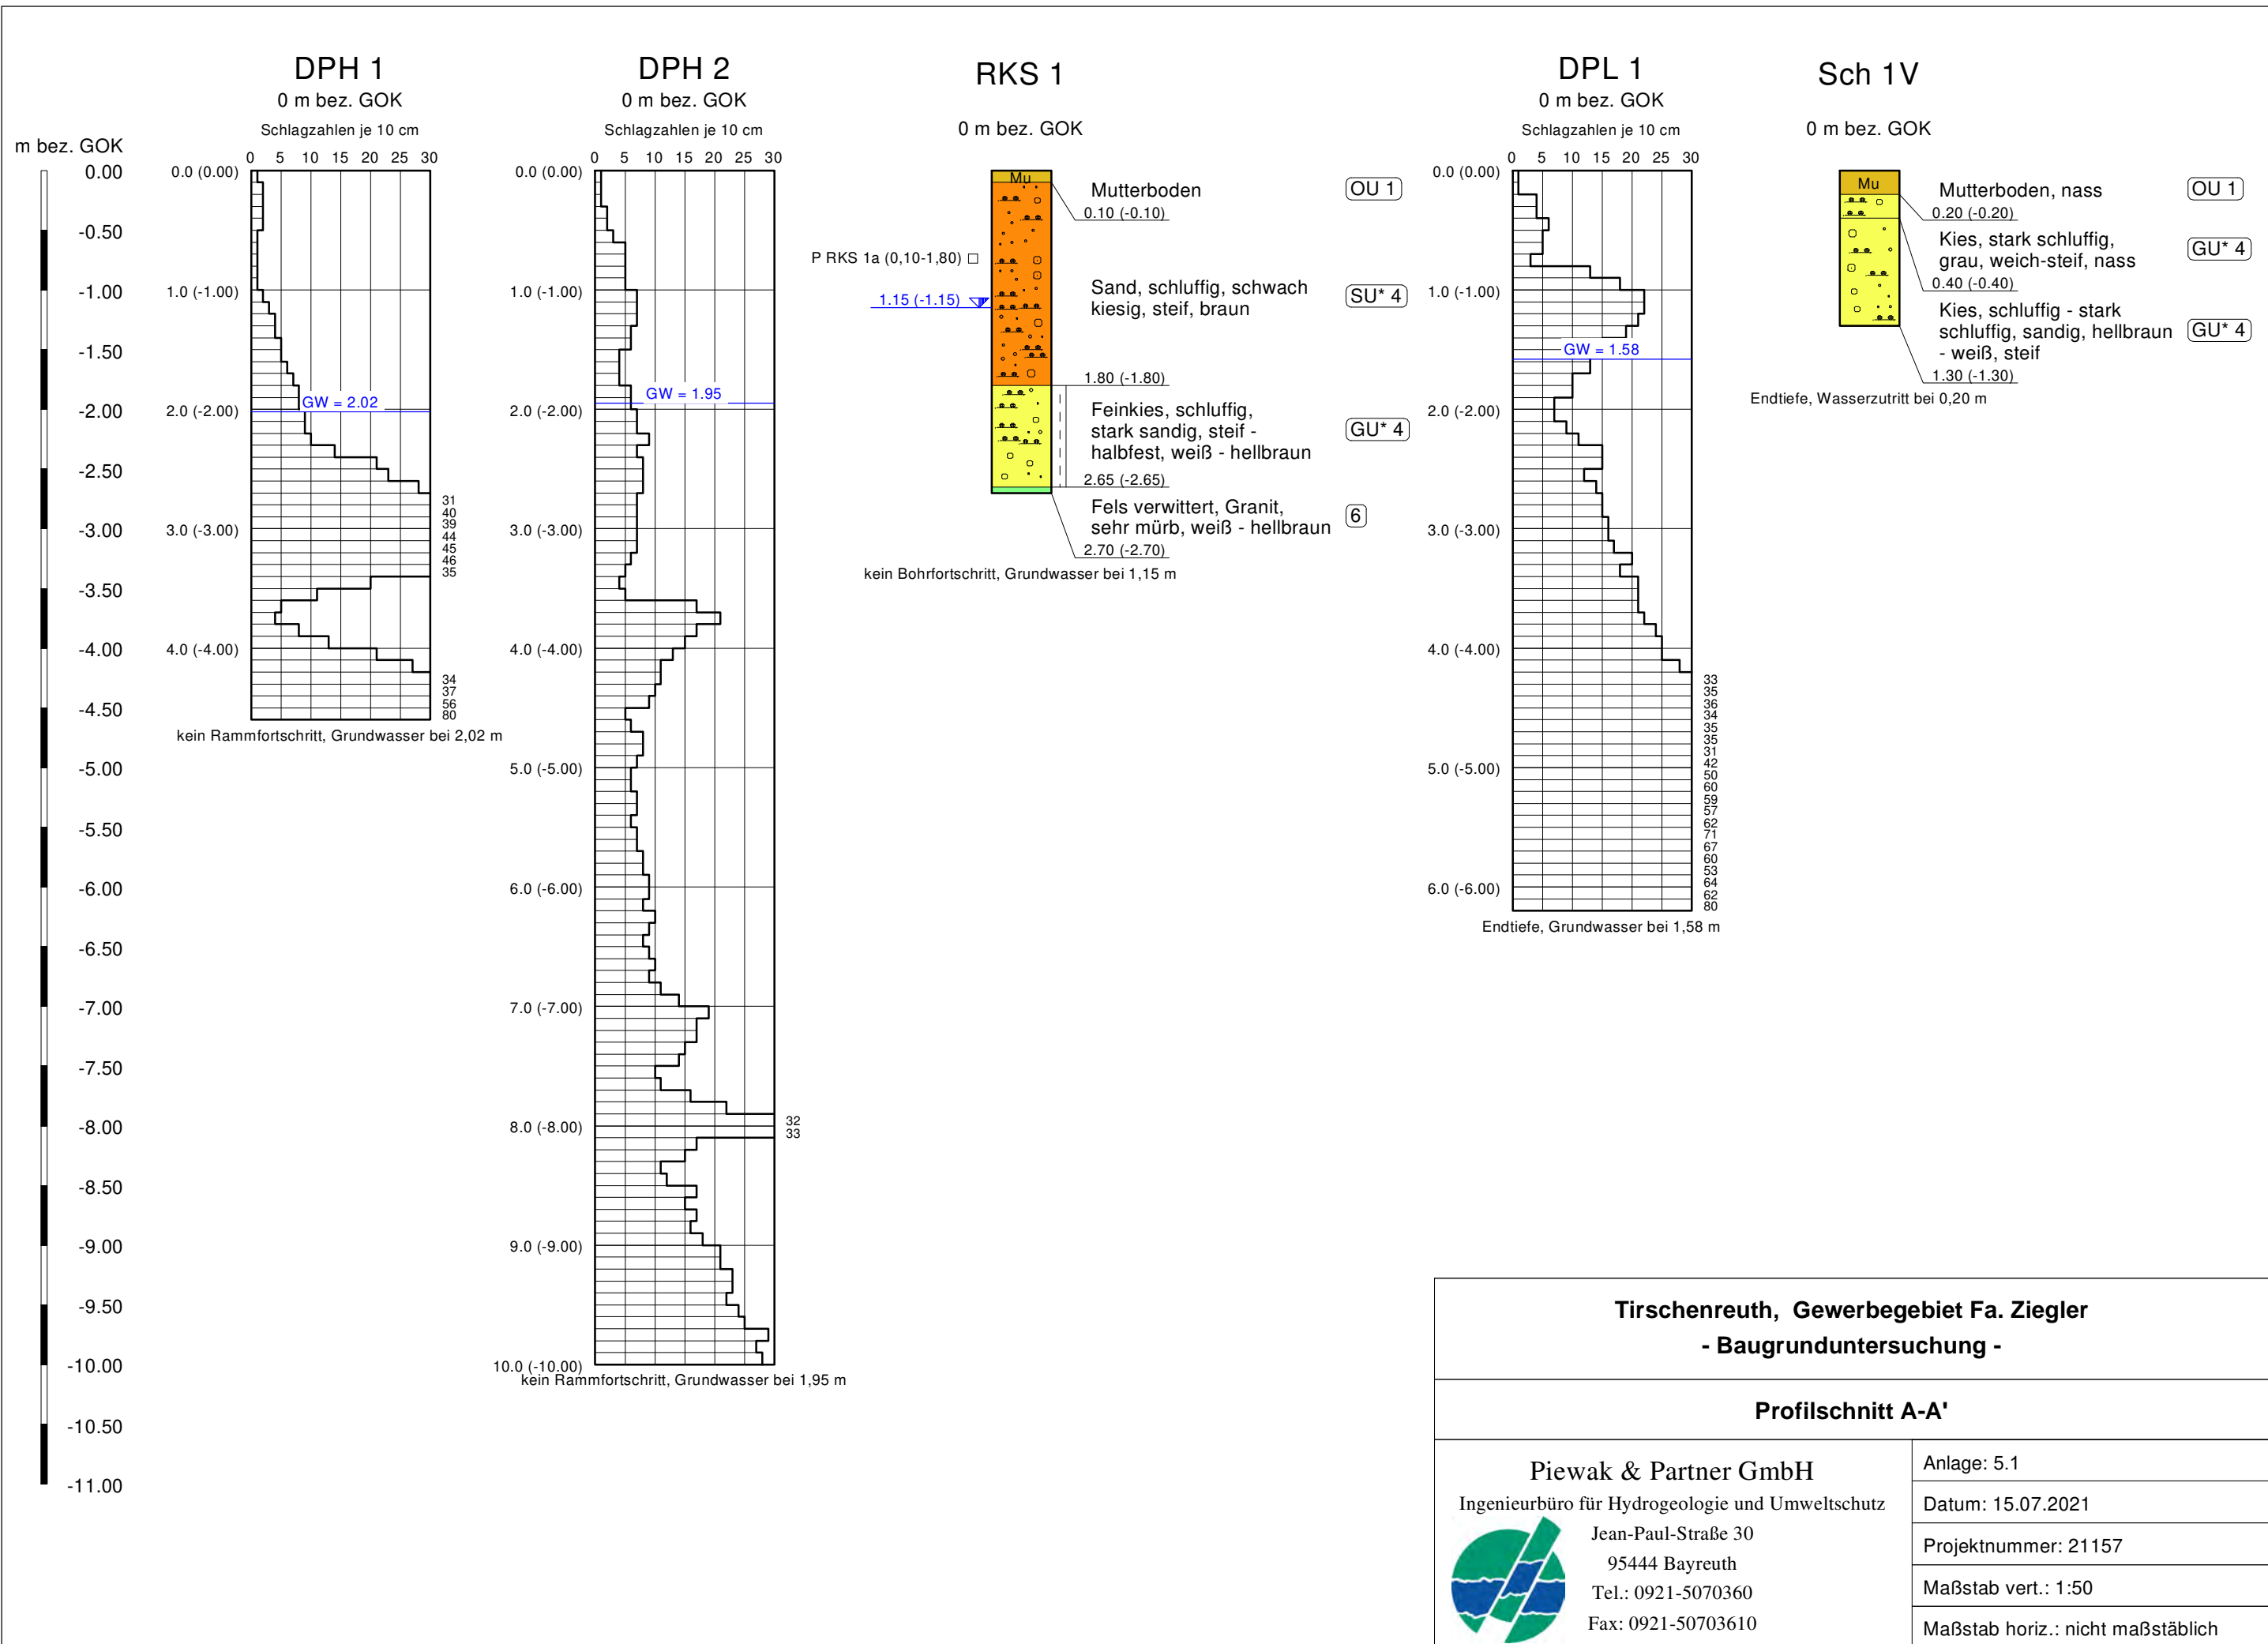 DPH 1
0 m bez. GOK
Schlagzahlen je 10 cm
0 5 10 15 20 25 30
m bez. GOK
0.00
-0.50
-1.00
-1.50
-2.00
-2.50
-3.00
-3.50
-4.00
-4.50
-5.00
-5.50
-6.00
-6.50
-7.00
-7.50
-8.00
-8.50
-9.00
-9.50
-10.00
-10.50
-11.00
0.0 (0.00)
1.0 (-1.00)
GW = 2.02
2.0 (-2.00)
3.0 (-3.00)
4.0 (-4.00)
31
40
39
44
45
46
35
34
37
56
80
kein Rammfortschritt, Grundwasser bei 2,02 m
DPH 2
0 m bez. GOK
Schlagzahlen je 10 cm
0 5 10 15 20 25 30
0.0 (0.00)
1.0 (-1.00)
GW = 1.95
2.0 (-2.00)
3.0 (-3.00)
4.0 (-4.00)
5.0 (-5.00)
6.0 (-6.00)
7.0 (-7.00)
8.0 (-8.00)
9.0 (-9.00)
10.0 (-10.00)
32
33
kein Rammfortschritt, Grundwasser bei 1,95 m
RKS 1
0 m bez. GOK
Mu
Mutterboden
OU 1
0.10 (-0.10)
P RKS 1a (0,10-1,80)
1.15 (-1.15)
Sand, schluffig, schwach
kiesig, steif, braun
SU* 4
1.80 (-1.80)
Feinkies, schluffig,
stark sandig, steif -
halbfest, weiß - hellbraun
GU* 4
2.65 (-2.65)
Fels verwittert, Granit,
sehr mürb, weiß - hellbraun
6
2.70 (-2.70)
kein Bohrfortschritt, Grundwasser bei 1,15 m
DPL 1
0 m bez. GOK
Schlagzahlen je 10 cm
0 5 10 15 20 25 30
0.0 (0.00)
1.0 (-1.00)
GW = 1.58
2.0 (-2.00)
3.0 (-3.00)
4.0 (-4.00)
5.0 (-5.00)
6.0 (-6.00)
33
35
36
34
35
35
31
42
50
60
59
57
62
71
67
60
53
64
62
80
Endtiefe, Grundwasser bei 1,58 m
Sch 1V
0 m bez. GOK
Mu
Mutterboden, nass
OU 1
0.20 (-0.20)
Kies, stark schluffig,
grau, weich-steif, nass
GU* 4
0.40 (-0.40)
Kies, schluffig - stark
schluffig, sandig, hellbraun
- weiß, steif
GU* 4
1.30 (-1.30)
Endtiefe, Wasserzutritt bei 0,20 m
Tirschenreuth, Gewerbegebiet Fa. Ziegler
- Baugrunduntersuchung -
Profilschnitt A-A'
Piewak & Partner GmbH
Ingenieurbüro für Hydrogeologie und Umweltschutz
Jean-Paul-Straße 30
95444 Bayreuth
Tel.: 0921-5070360
Fax: 0921-50703610
Anlage: 5.1
Datum: 15.07.2021
Projektnummer: 21157
Maßstab vert.: 1:50
Maßstab horiz.: nicht maßstäblich